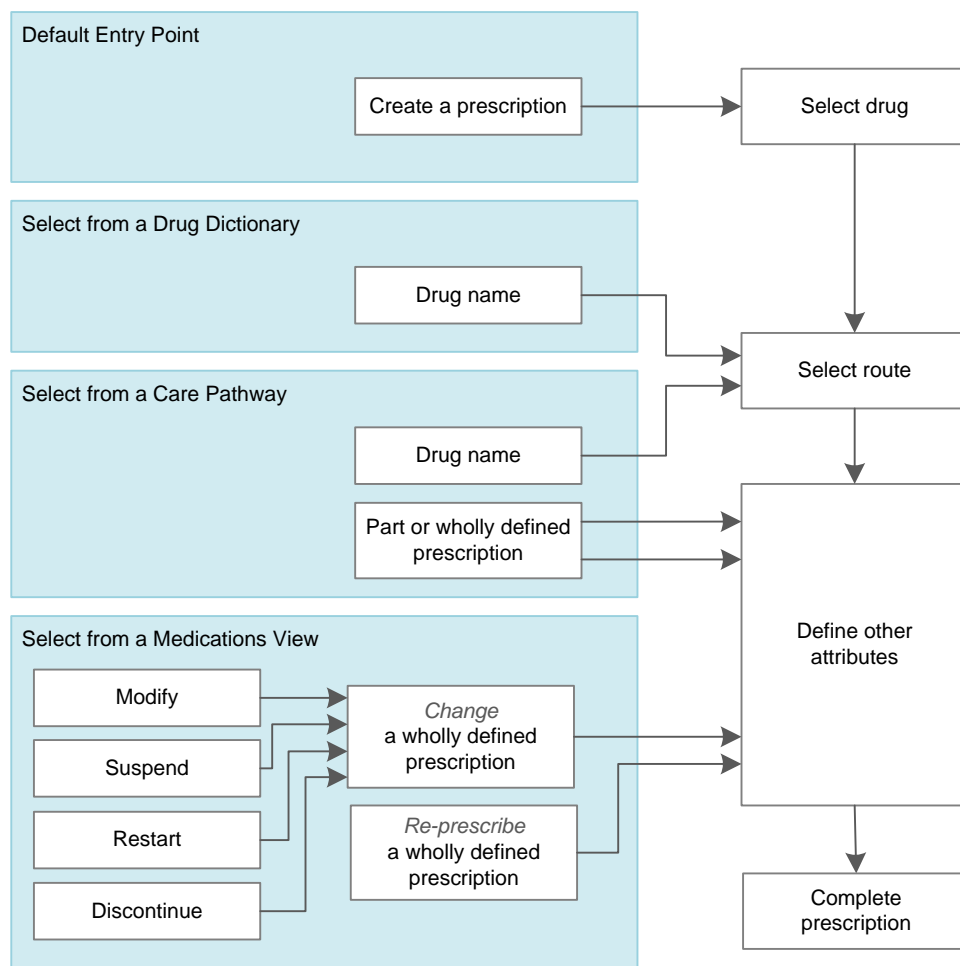 Default Entry Point
Create a prescription
Select drug
Select from a Drug Dictionary
Drug name
Select route
Select from a Care Pathway
Drug name
Part or wholly defined
prescription
Define other
attributes
Select from a Medications View
Modify
Suspend
Restart
Discontinue
Change
a wholly defined
prescription
Re-prescribe
a wholly defined
prescription
Complete
prescription